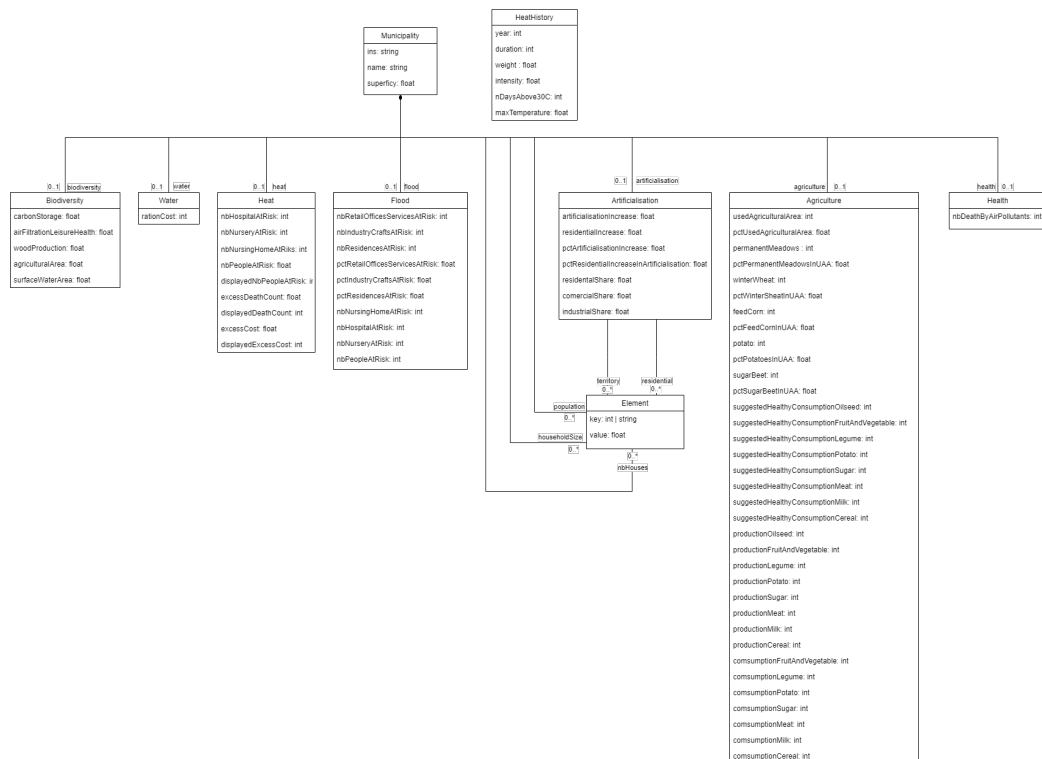 Municipality
ins: string
name: string
superficy: float
HeatHistory
year: int
duration: int
weight : float
intensity: float
nDaysAbove30C: int
maxTemperature: float
0..1 biodiversity
Biodiversity
carbonStorage: float
airFiltrationLeisureHealth: float
woodProduction: float
agriculturalArea: float
surfaceWaterArea: float
0..1 water
Water
rationCost: int
0..1 heat
Heat
nbHospitalAtRisk: int
nbNurseryAtRisk: int
nbNursingHomeAtRiks: int
nbPeopleAtRisk: float
displayedNbPeopleAtRisk: ir
excessDeathCount: float
displayedDeathCount: int
excessCost: float
displayedExcessCost: int
0..1 flood
Flood
nbRetailOfficesServicesAtRisk: int
nbIndustryCraftsAtRisk: int
nbResidencesAtRisk: int
pctRetailOfficesServicesAtRisk: float
pctIndustryCraftsAtRisk: float
pctResidencesAtRisk: float
nbNursingHomeAtRisk: int
nbHospitalAtRisk: int
nbNurseryAtRisk: int
nbPeopleAtRisk: int
0..1 artificialisation
Artificialisation
artificialisationIncrease: float
residentialIncrease: float
pctArtificialisationIncrease: float
pctResidentialIncreaseInArtificialisation: float
residentalShare: float
comercialShare: float
industrialShare: float
territory
0..*
residential
0..*
population
0..*
householdSize
0..*
Element
key: int | string
value: float
0..*
nbHouses
agriculture 0..1
Agriculture
usedAgriculturalArea: int
pctUsedAgriculturalArea: float
permanentMeadows : int
pctPermanentMeadowsInUAA: float
winterWheat: int
pctWinterSheatInUAA: float
feedCorn: int
pctFeedCornInUAA: float
potato: int
pctPotatoesInUAA: float
sugarBeet: int
pctSugarBeetInUAA: float
suggestedHealthyConsumptionOilseed: int
suggestedHealthyConsumptionFruitAndVegetable: int
suggestedHealthyConsumptionLegume: int
suggestedHealthyConsumptionPotato: int
suggestedHealthyConsumptionSugar: int
suggestedHealthyConsumptionMeat: int
suggestedHealthyConsumptionMilk: int
suggestedHealthyConsumptionCereal: int
productionOilseed: int
productionFruitAndVegetable: int
productionLegume: int
productionPotato: int
productionSugar: int
productionMeat: int
productionMilk: int
productionCereal: int
comsumptionFruitAndVegetable: int
comsumptionLegume: int
comsumptionPotato: int
comsumptionSugar: int
comsumptionMeat: int
comsumptionMilk: int
comsumptionCereal: int
health 0..1
Health
nbDeathByAirPollutants: int